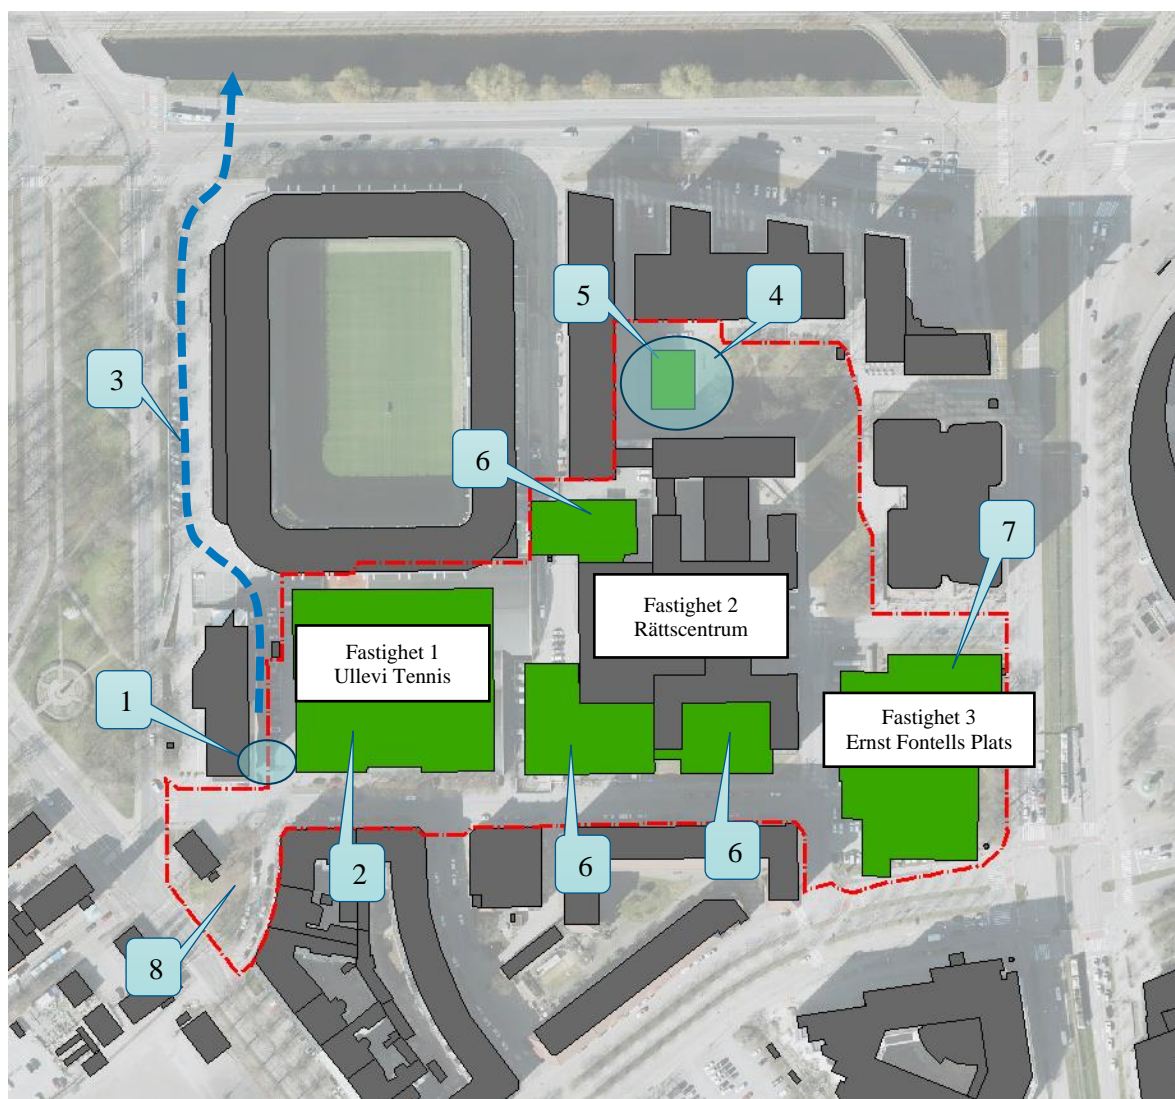 5
4
3
6
7
Fastighet 2
Rättscentrum
Fastighet 1
Ullevi Tennis
1
Fastighet 3
Ernst Fontells Plats
2
6
6
8